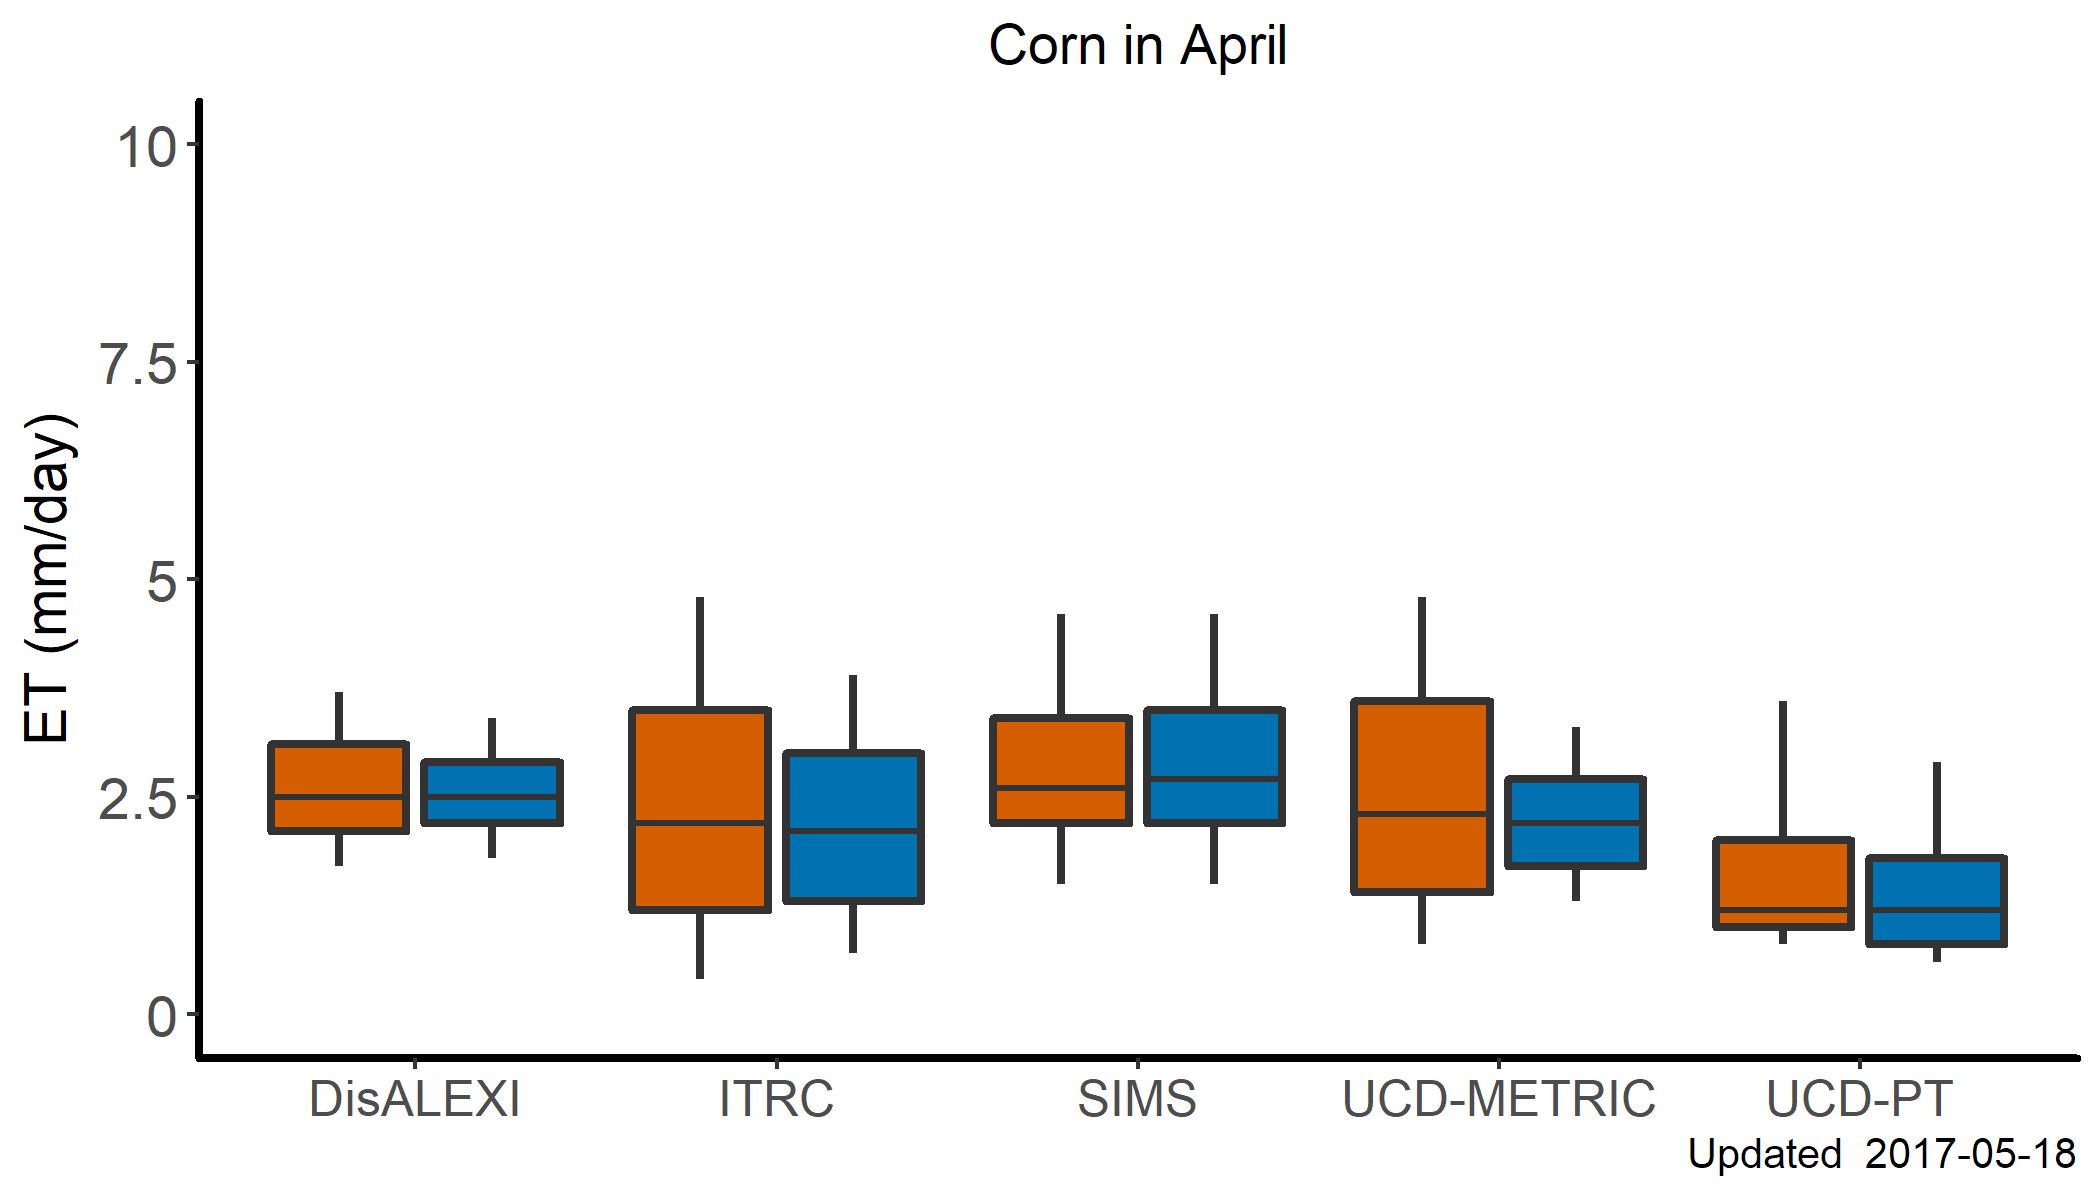 Corn in April
ET (mm/day)
10
7.5
5
2.5
0
DisALEXI ITRC SIMS UCD-METRIC UCD-PT
Updated  2017-05-18